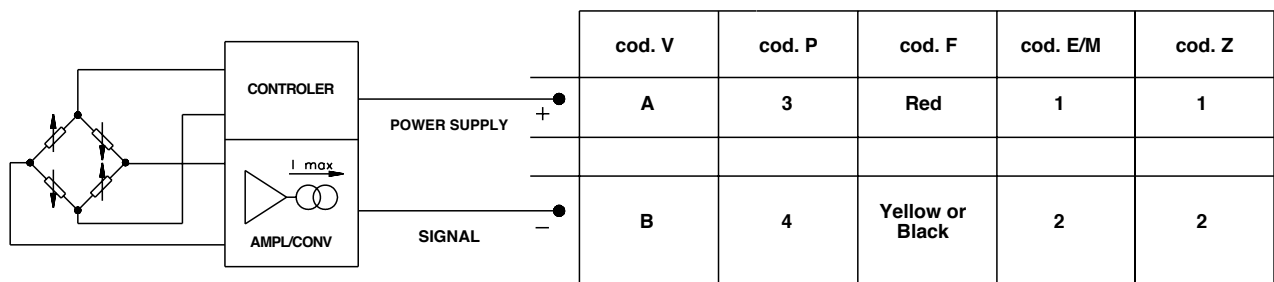 cod. V cod. P cod. F cod. E/M cod. Z
CONTROLER
POWER SUPPLY + A 3 Red 1 1
I max
AMPL/CONV
SIGNAL – B 4 Yellow or Black 2 2